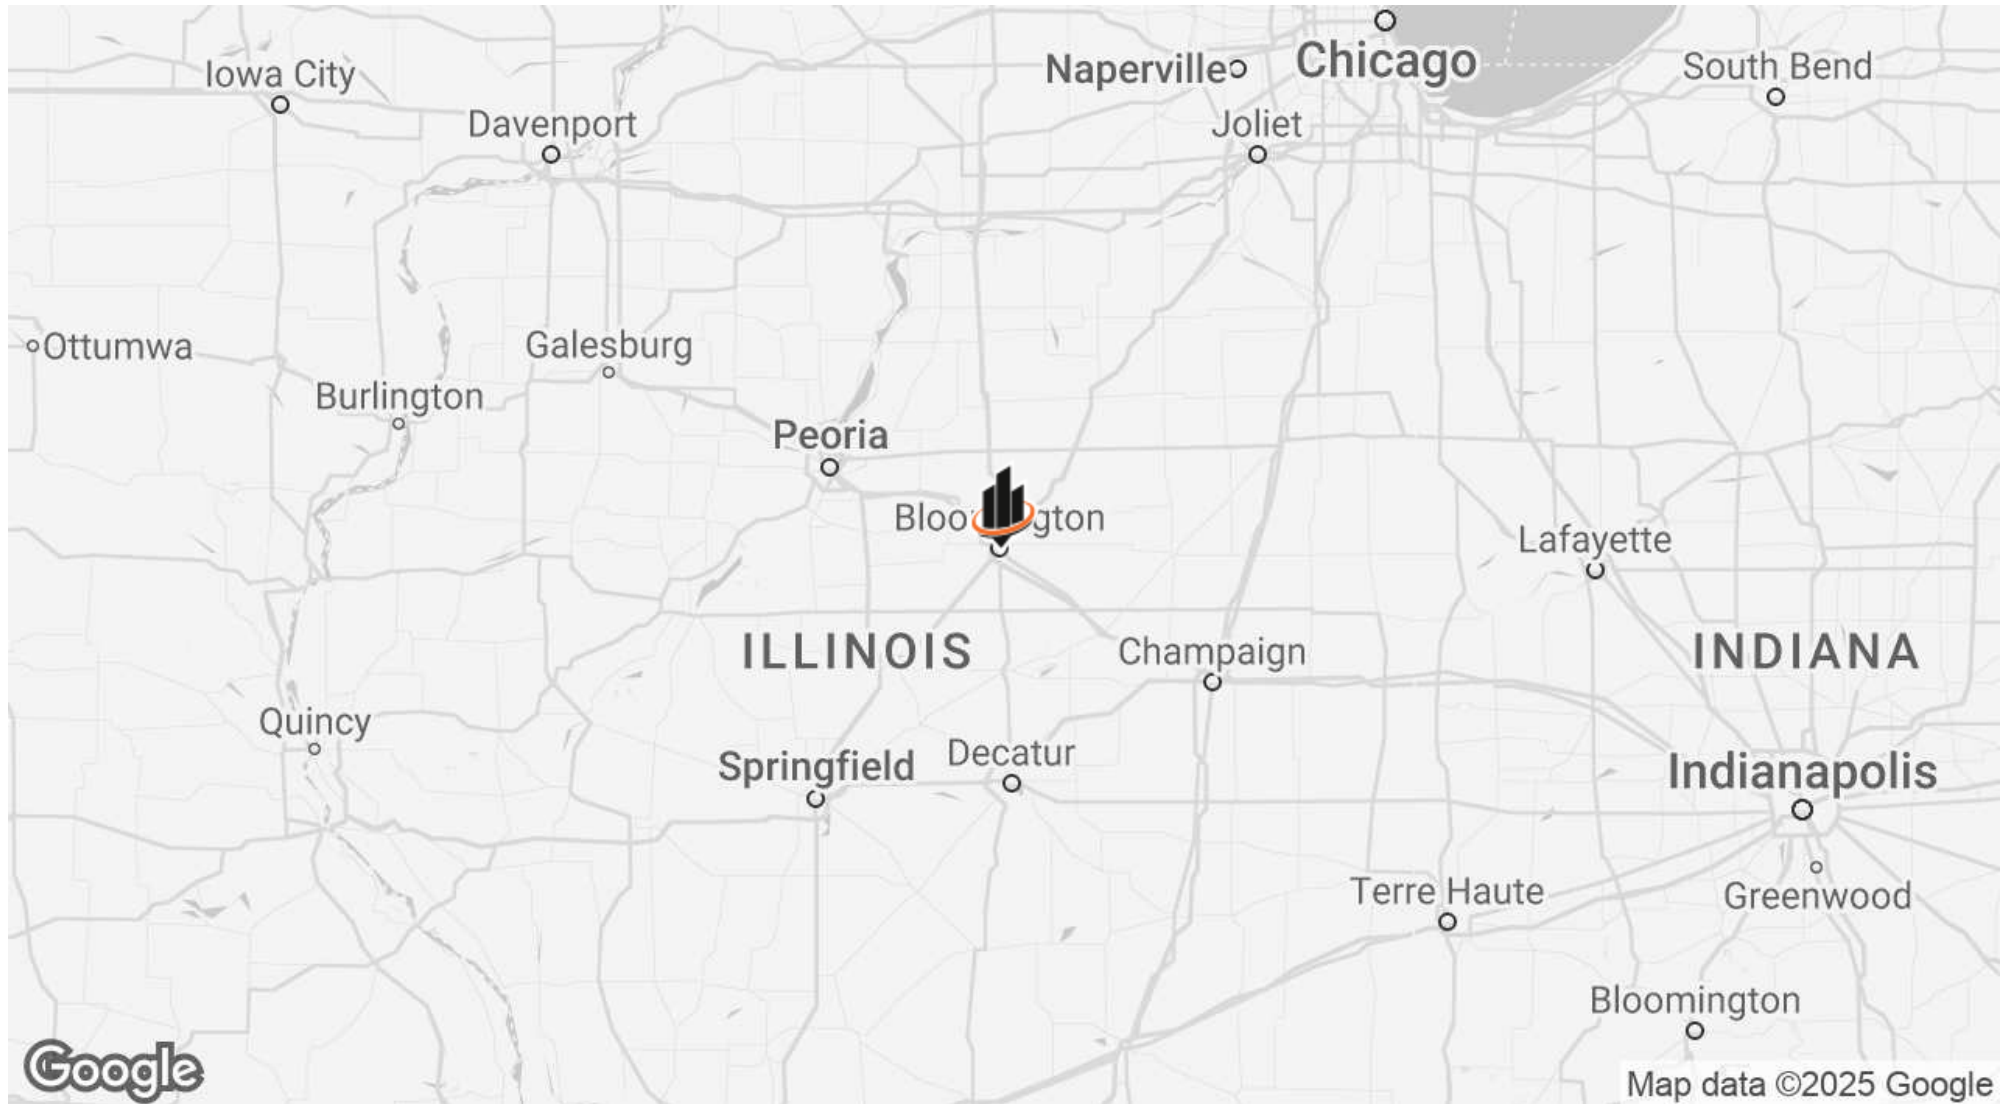 Chicago
Naperville
South Bend
Iowa City
Davenport
Joliet
Ottumwa
Galesburg
Burlington
Peoria
Bloo gton
Lafayette
ILLINOIS
Champaign
INDIANA
Quincy
Springfield
Decatur
Indianapolis
Terre Haute
Greenwood
Bloomington
Google
Map data ©2025 Google